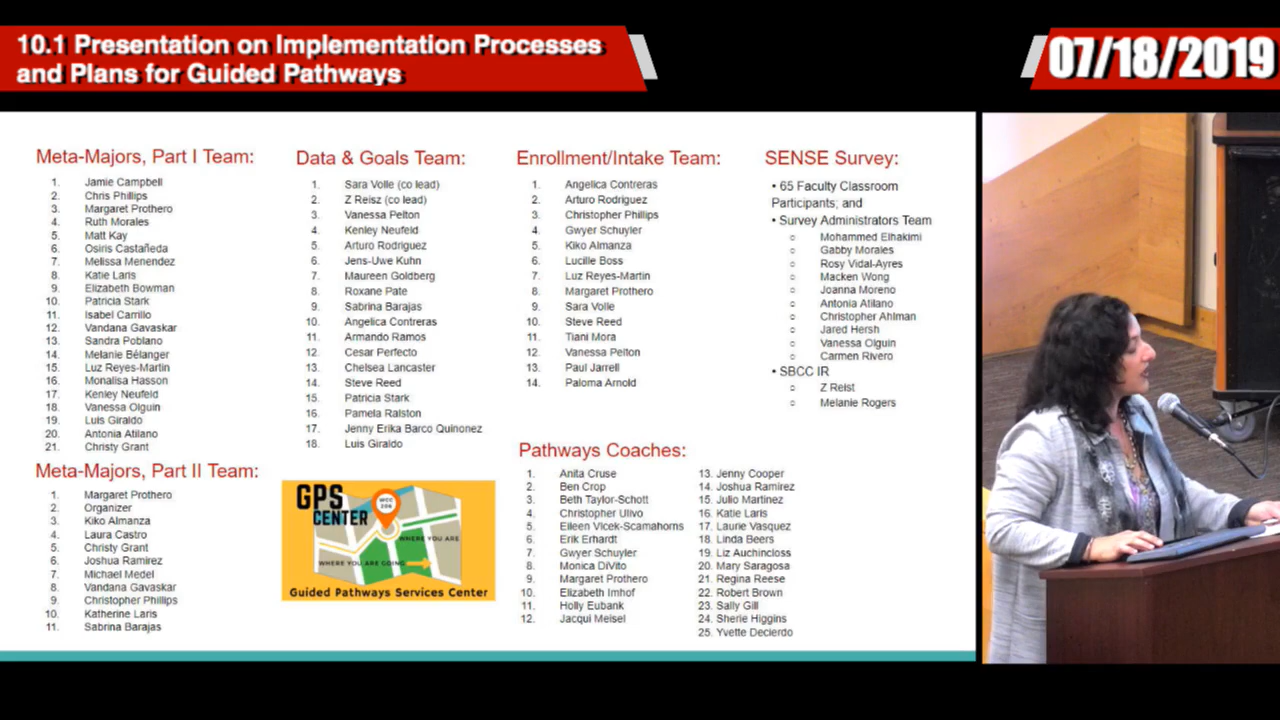 10.1 Presentation on Implementation Processes
and Plans for Guided Pathways
07/18/2019
Meta-Majors, Part I Team:
1. Jamie Campbell
2. Chris Phillips
3. Margaret Prothero
4. Ruth Morales
5. Matt Kay
6. Osiris Castañeda
7. Melissa Menendez
8. Katie Laris
9. Elizabeth Bowman
10. Patricia Stark
11. Isabel Carrillo
12. Vandana Gavaskar
13. Sandra Poblano
14. Melanie Bélanger
15. Luz Reyes-Martin
16. Monalisa Hasson
17. Kenley Neufeld
18. Vanessa Olguin
19. Luis Giraldo
20. Antonia Atilano
21. Christy Grant
Meta-Majors, Part II Team:
1. Margaret Prothero
2. Organizer
3. Kiko Almanza
4. Laura Castro
5. Christy Grant
6. Joshua Ramirez
7. Michael Medel
8. Vandana Gavaskar
9. Christopher Phillips
10. Katherine Laris
11. Sabrina Barajas
Data & Goals Team:
1. Sara Volle (co lead)
2. Z Reisz (co lead)
3. Vanessa Pelton
4. Kenley Neufeld
5. Arturo Rodriguez
6. Jens-Uwe Kuhn
7. Maureen Goldberg
8. Roxane Pate
9. Sabrina Barajas
10. Angelica Contreras
11. Armando Ramos
12. Cesar Perfecto
13. Chelsea Lancaster
14. Steve Reed
15. Patricia Stark
16. Pamela Ralston
17. Jenny Erika Barco Quinonez
18. Luis Giraldo
GPS
CENTER
WCC
206
WHERE YOU ARE
WHERE YOU ARE GOING
Guided Pathways Services Center
Enrollment/Intake Team:
1. Angelica Contreras
2. Arturo Rodriguez
3. Christopher Phillips
4. Gwyer Schuyler
5. Kiko Almanza
6. Lucille Boss
7. Luz Reyes-Martin
8. Margaret Prothero
9. Sara Volle
10. Steve Reed
11. Tiani Mora
12. Vanessa Pelton
13. Paul Jarrell
14. Paloma Arnold
SENSE Survey:
• 65 Faculty Classroom
Participants; and
• Survey Administrators Team
○ Mohammed Elhakimi
○ Gabby Morales
○ Rosy Vidal-Ayres
○ Macken Wong
○ Joanna Moreno
○ Antonia Atilano
○ Christopher Ahlman
○ Jared Hersh
○ Vanessa Olguin
○ Carmen Rivero
• SBCC IR
○ Z Reist
○ Melanie Rogers
Pathways Coaches:
1. Anita Cruse
2. Ben Crop
3. Beth Taylor-Schott
4. Christopher Ulivo
5. Eileen Vicek-Scamahorns
6. Erik Erhardt
7. Gwyer Schuyler
8. Monica DiVito
9. Margaret Prothero
10. Elizabeth Imhof
11. Holly Eubank
12. Jacqui Meisel
13. Jenny Cooper
14. Joshua Ramirez
15. Julio Martinez
16. Katie Laris
17. Laurie Vasquez
18. Linda Beers
19. Liz Auchincloss
20. Mary Saragosa
21. Regina Reese
22. Robert Brown
23. Sally Gill
24. Sherie Higgins
25. Yvette Decierdo